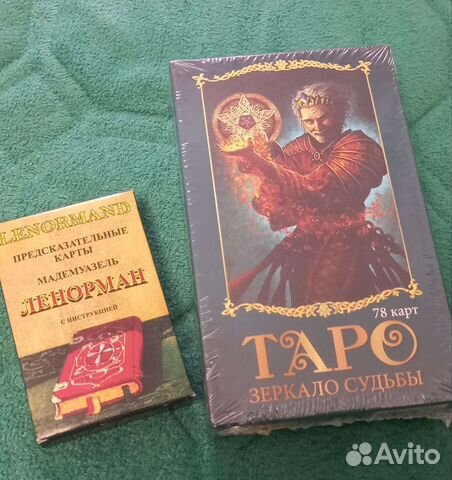 LENORMAND
ПРЕДСКАЗАТЕЛЬНЫЕ
КАРТЫ
МАДЕМУАЗЕЛЬ
ЛЕНОРМАН
С ИНСТРУКЦИЕЙ
78 карт
ТАРО
ЗЕРКАЛО СУДЬБЫ
Avito